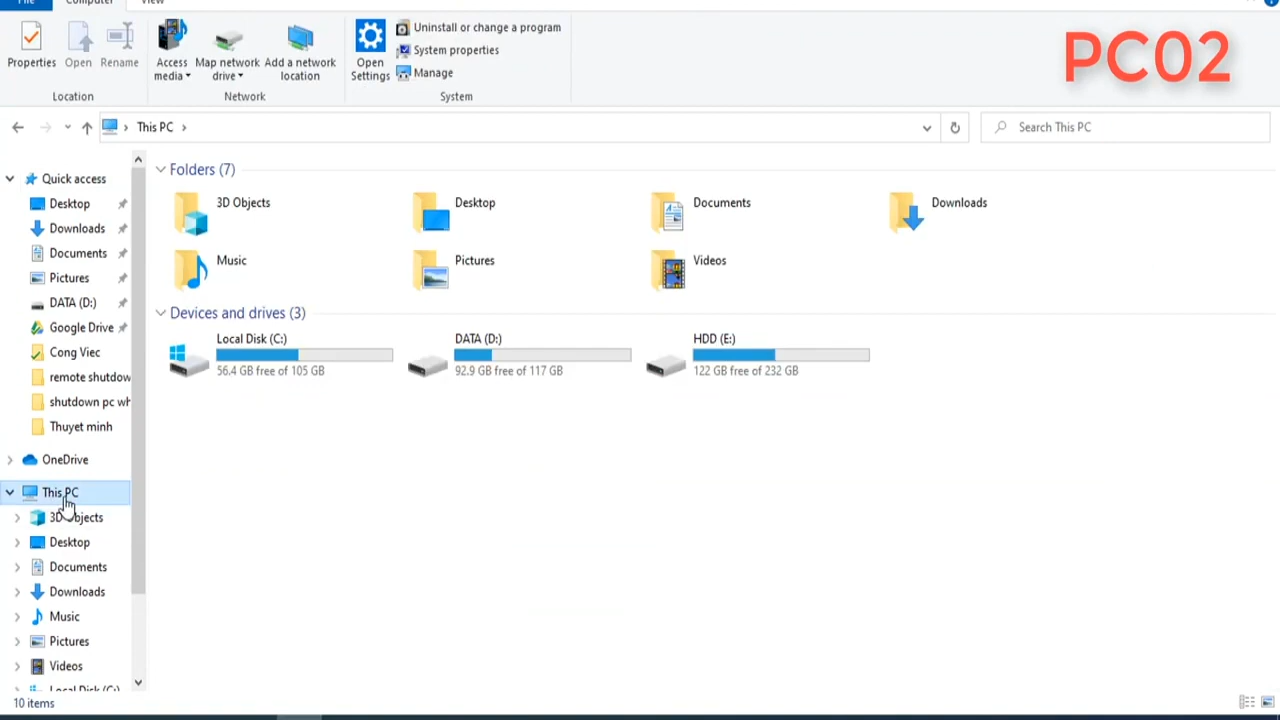 File
Computer
View
Properties
Open
Rename
Access media
Map network drive
Add a network location
Open Settings
Uninstall or change a program
System properties
Manage
Location
Network
System
PC02
This PC
Search This PC
Quick access
Desktop
Downloads
Documents
Pictures
DATA (D:)
Google Drive
Cong Viec
remote shutdow
shutdown pc wh
Thuyet minh
OneDrive
This PC
3D Objects
Desktop
Documents
Downloads
Music
Pictures
Videos
Local Disk (C:)
Folders (7)
3D Objects
Desktop
Documents
Downloads
Music
Pictures
Videos
Devices and drives (3)
Local Disk (C:)
56.4 GB free of 105 GB
DATA (D:)
92.9 GB free of 117 GB
HDD (E:)
122 GB free of 232 GB
10 items